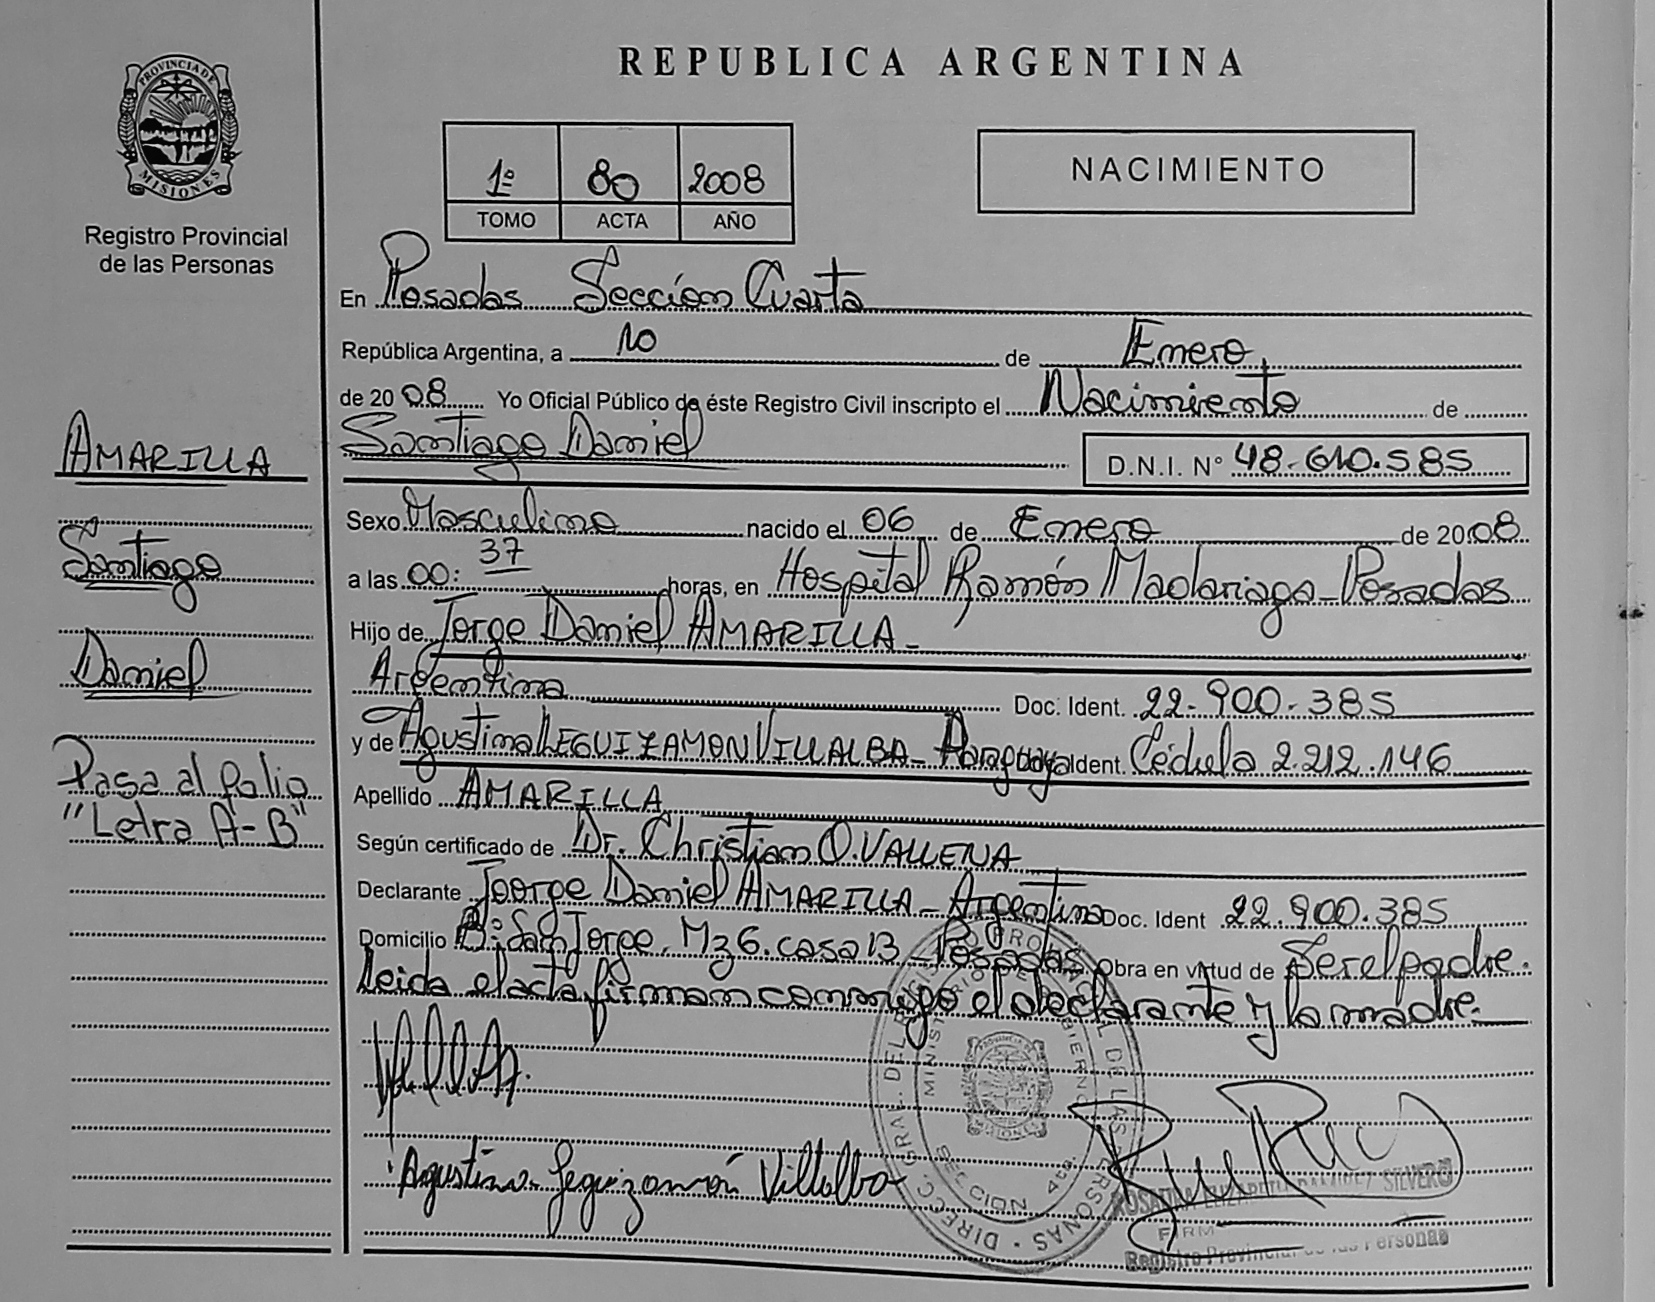 PROVINCIA DE
MISIONES
Registro Provincial
de las Personas
REPUBLICA ARGENTINA
1º 80 2008
TOMO ACTA AÑO
NACIMIENTO
En Posadas Sección Cuarta
República Argentina, a 10 de Enero
de 2008 Yo Oficial Público de éste Registro Civil inscripto el Nacimiento de
Santiago Daniel D.N.I. Nº 48.610.585
Sexo Masculino nacido el 06 de Enero de 2008
a las 00:37 horas, en Hospital Ramón Madariaga - Posadas
Hijo de Jorge Daniel AMARILLA -
Argentino Doc. Ident. 22.900.385
y de Agustina LEGUIZAMON VILLALBA - Paraguaya Ident. Cédula 2.212.146
Apellido AMARILLA
Según certificado de Dr. Christian O.
Declarante Jorge Daniel AMARILLA - Argentino Doc. Ident 22.900.385
Domicilio Bº San Jorge. Mz 6. casa 13 - Posadas Obra en virtud de Ser el padre.
Leida el acta firman conmigo el declarante y la madre.
Agustina Leguizamón Villalba
AMARILLA
Santiago
Daniel
Pasa al folio
"Letra A-B"
SECCION 4ta.
SILVERO
Registro Provincial de las Personas